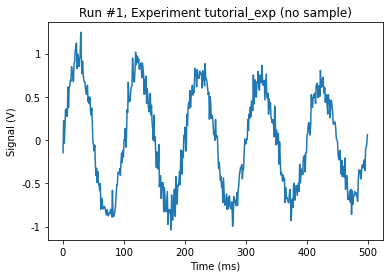 Run #1, Experiment tutorial_exp (no sample)
Signal (V)
1
0.5
0
-0.5
-1
0 100 200 300 400 500
Time (ms)